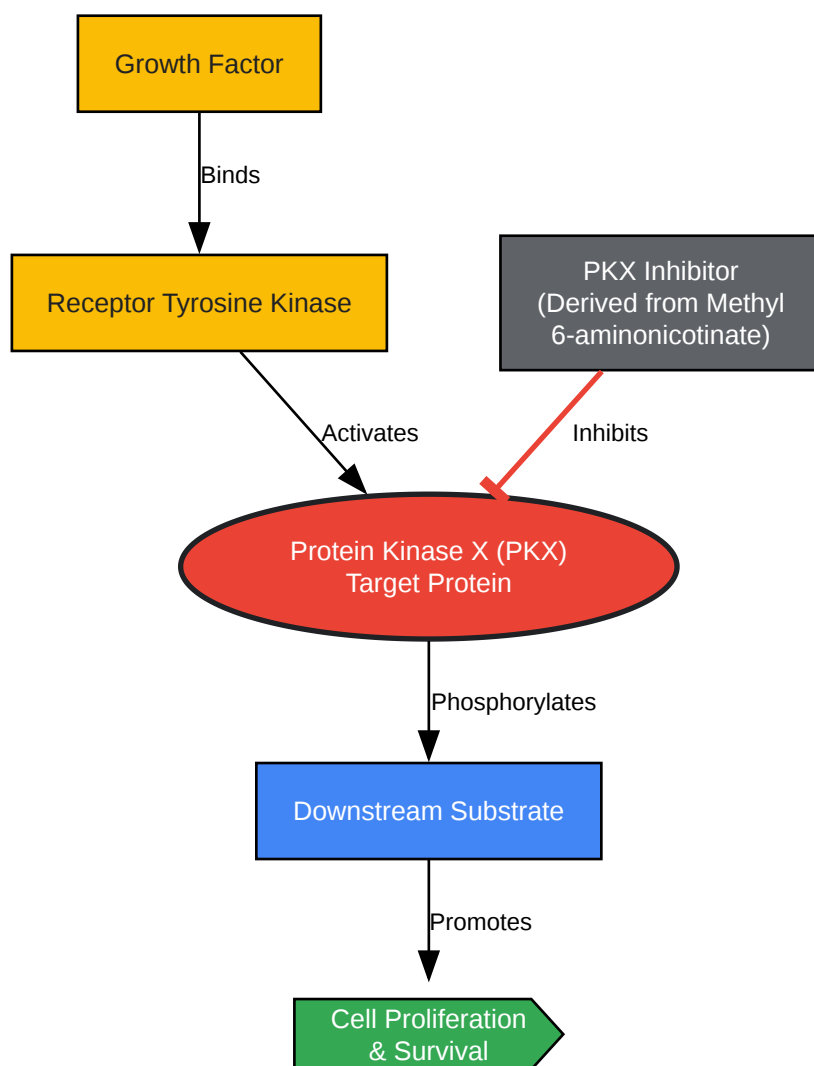 Growth Factor
Binds
Receptor Tyrosine Kinase
PKX Inhibitor
(Derived from Methyl
6-aminonicotinate)
Activates
Inhibits
Protein Kinase X (PKX)
Target Protein
Phosphorylates
Downstream Substrate
Promotes
Cell Proliferation
& Survival